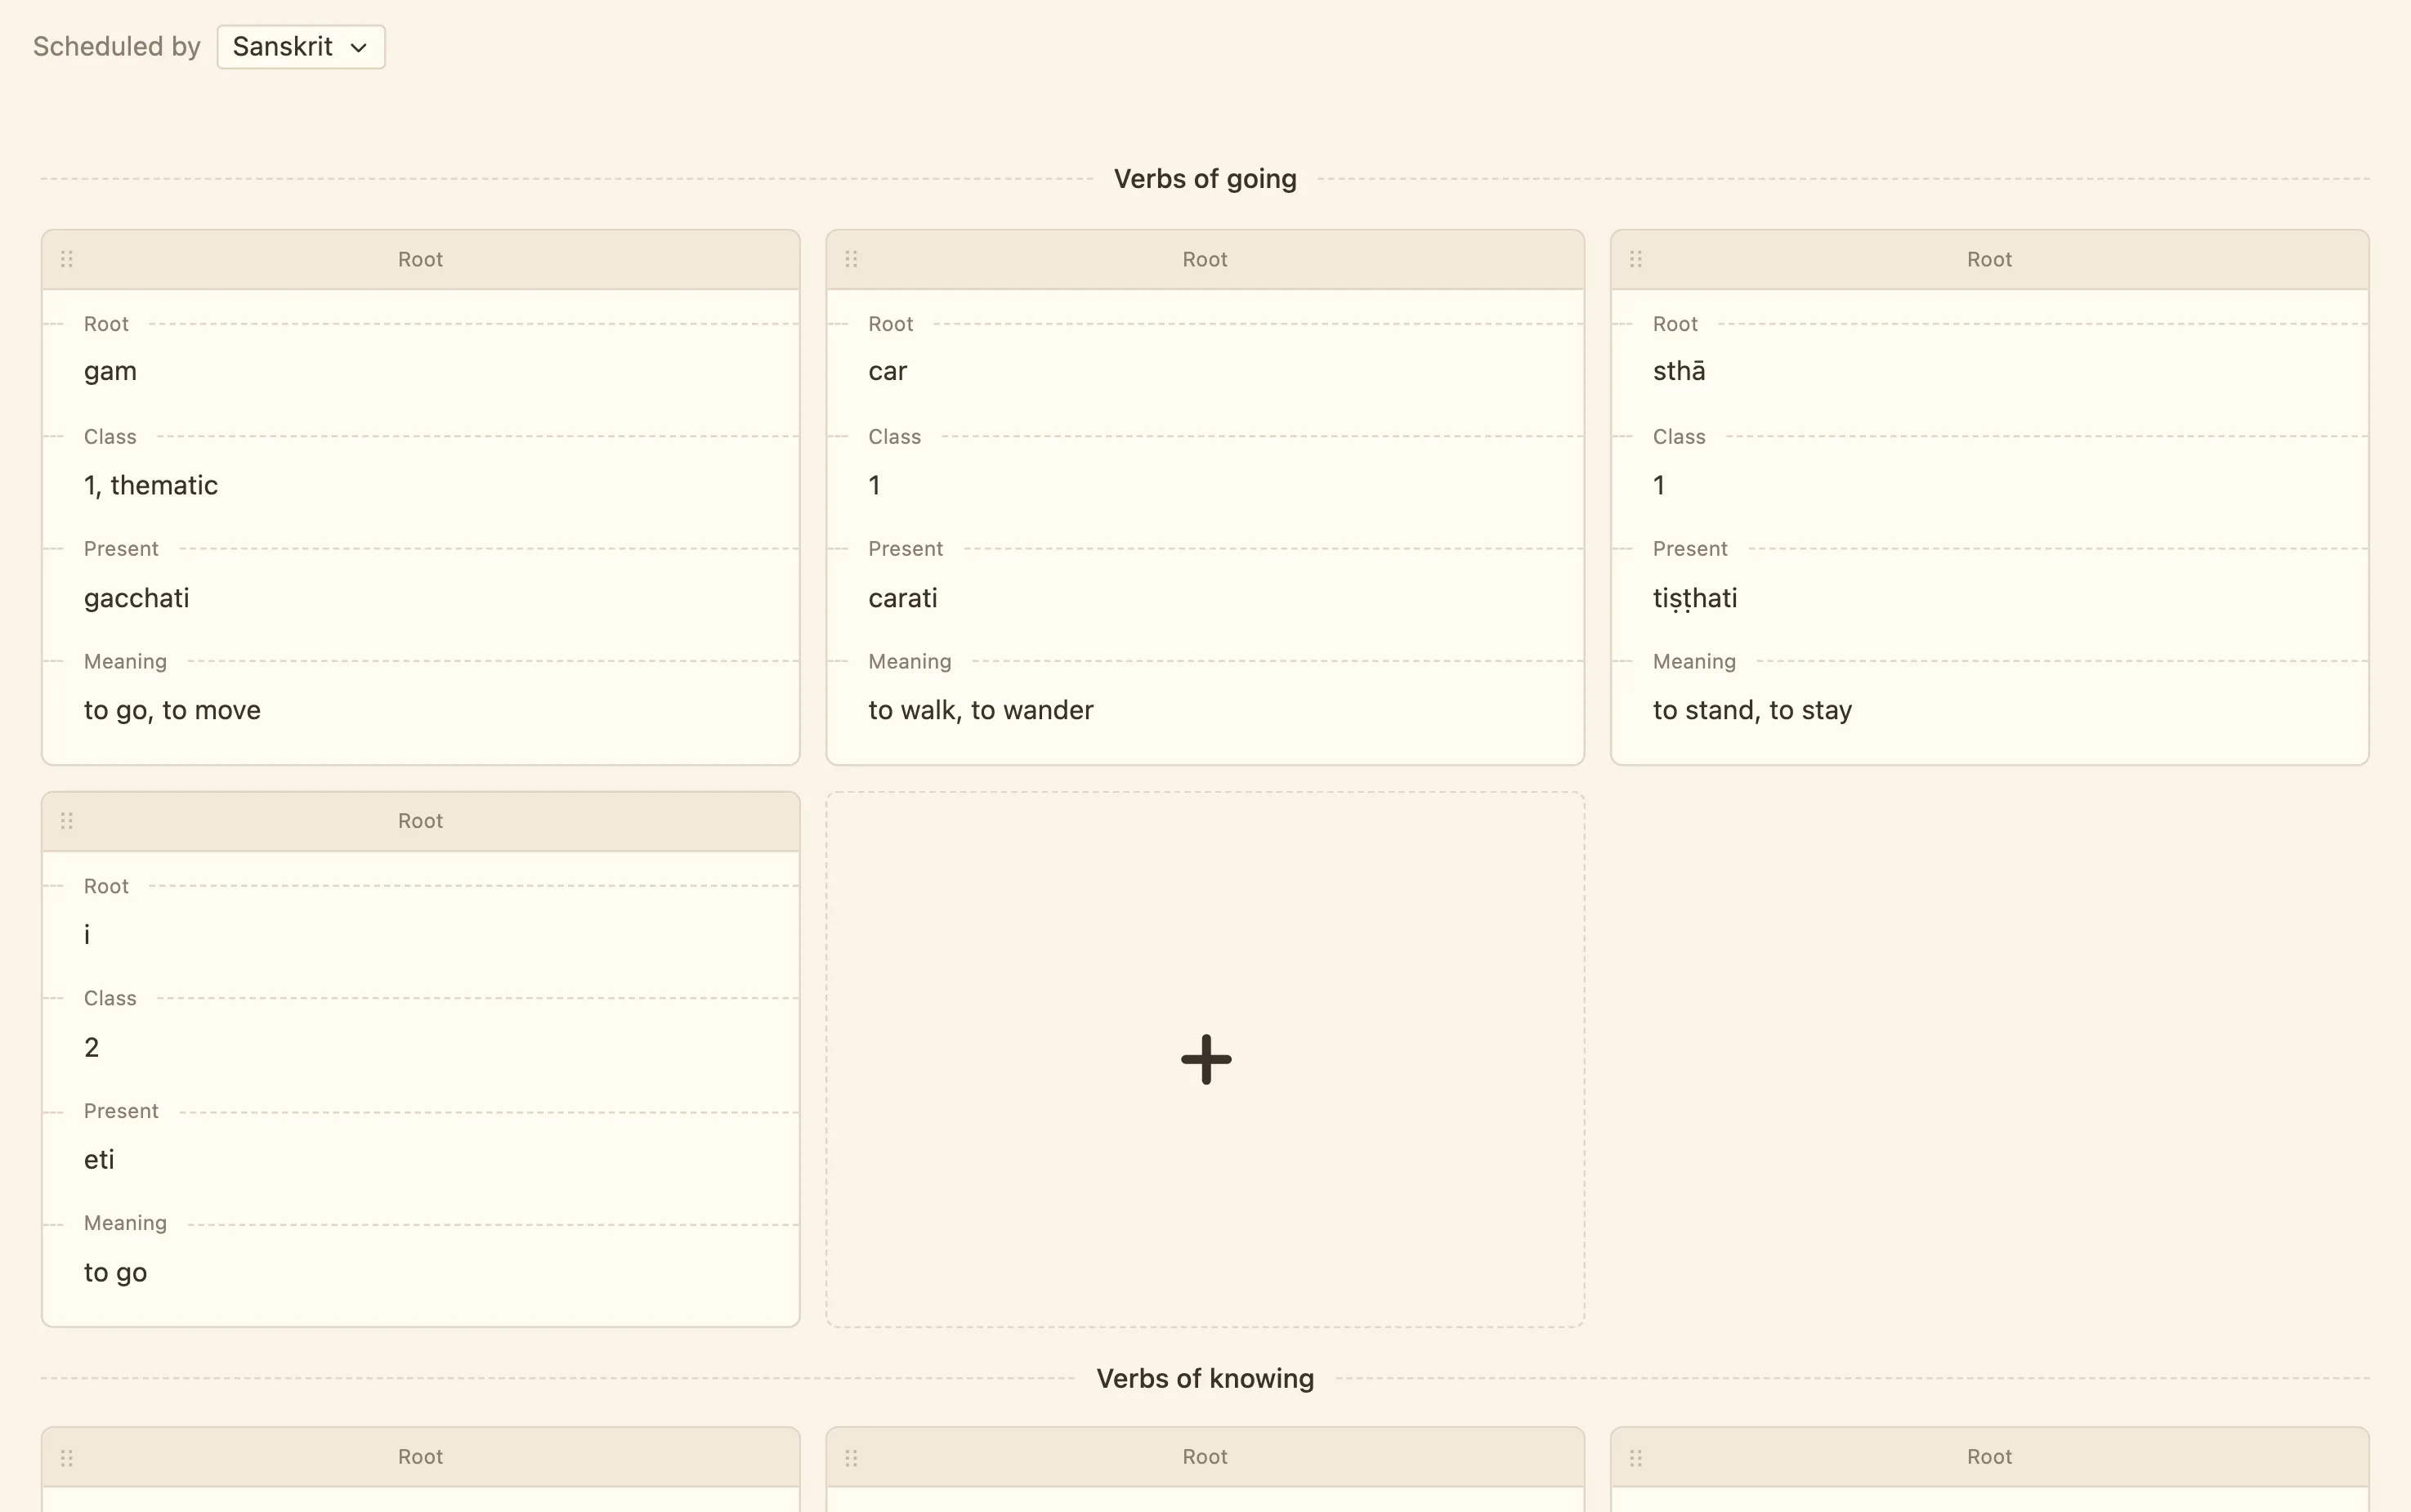 Scheduled by Sanskrit
Verbs of going
Root
Root
gam
Class
1, thematic
Present
gacchati
Meaning
to go, to move
Root
Root
car
Class
1
Present
carati
Meaning
to walk, to wander
Root
Root
sthā
Class
1
Present
tiṣṭhati
Meaning
to stand, to stay
Root
Root
i
Class
2
Present
eti
Meaning
to go
Verbs of knowing
Root
Root
Root